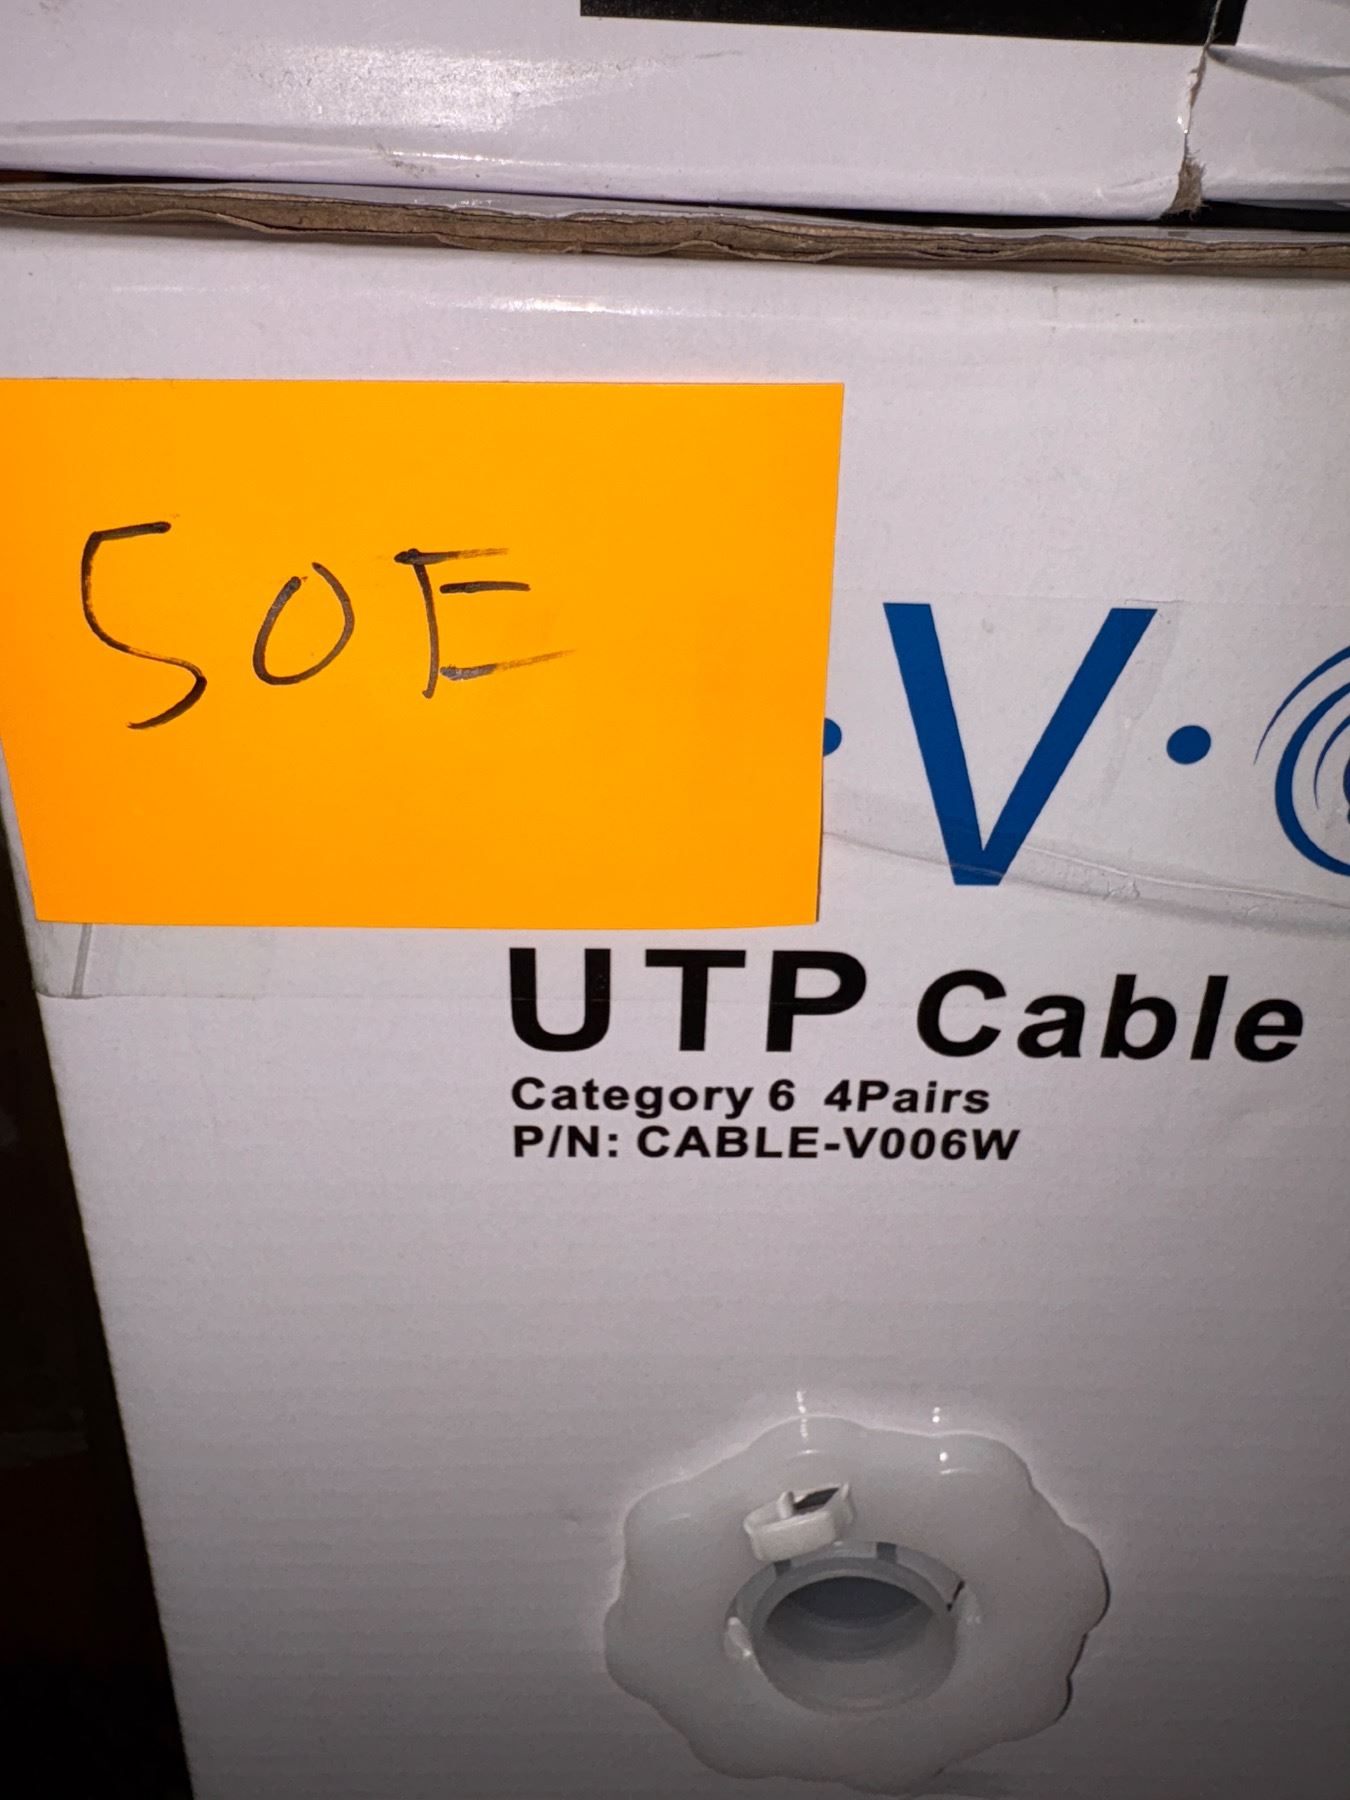 50E
·V·
UTP Cable
Category 6 4Pairs
P/N: CABLE-V006W